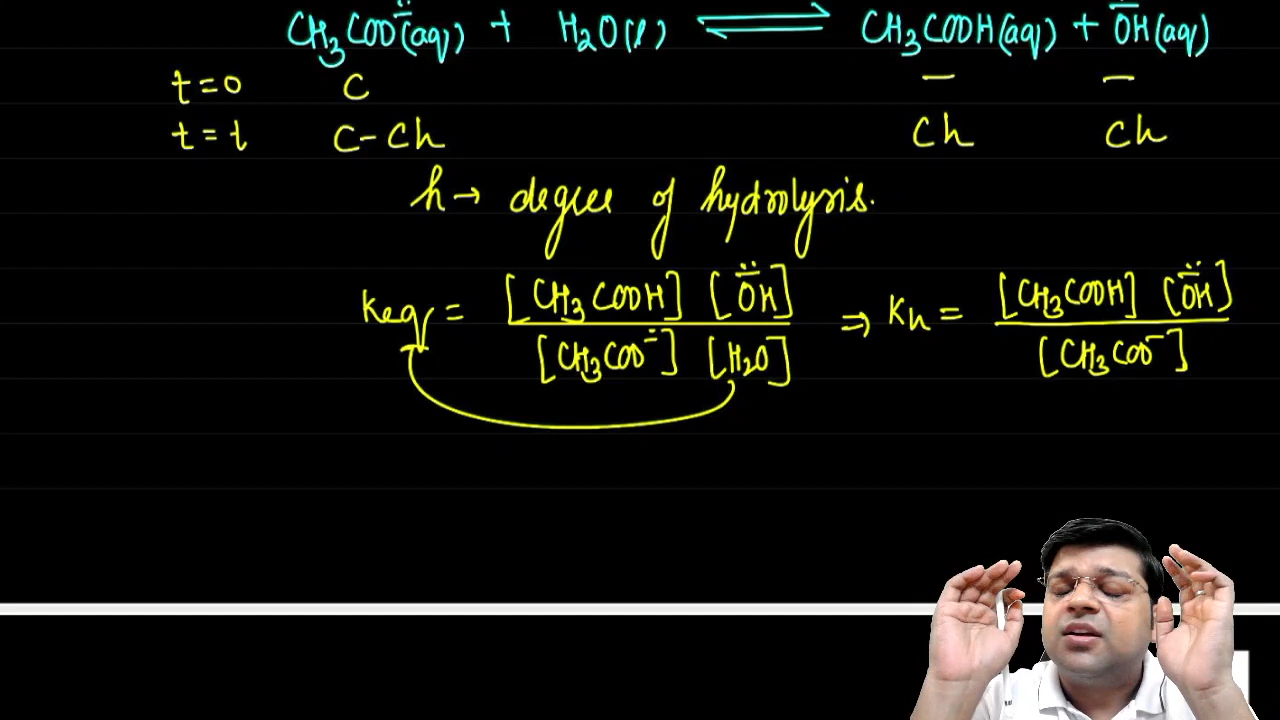 CH₃COO⁻(aq) + H₂O(l) ⇌ CH₃COOH(aq) + ŌH(aq)
t=0 C — —
t=t C-Ch Ch Ch
h → degree of hydrolysis.
Keq = [CH₃COOH] [ŌH] / [CH₃COO⁻] [H₂O] ⇒ Kh = [CH₃COOH] [ŌH] / [CH₃COO⁻]